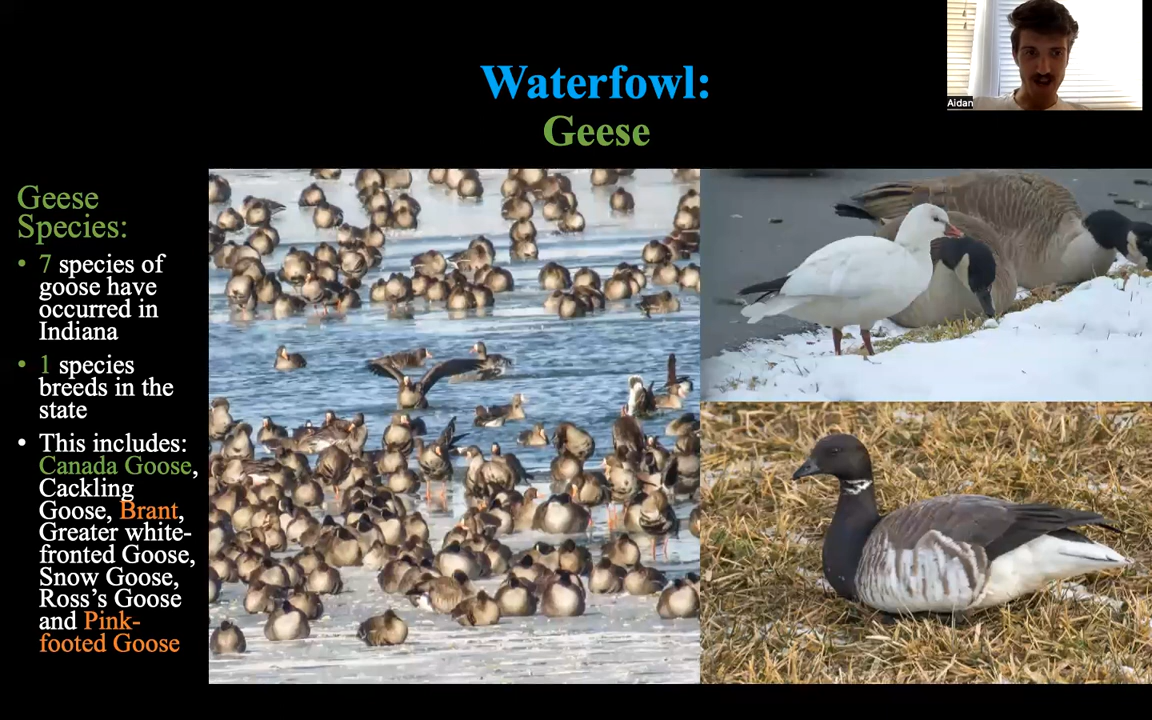 Aidan
Waterfowl:
Geese
Geese
Species:
• 7 species of
goose have
occurred in
Indiana
• 1 species
breeds in the
state
• This includes:
Canada Goose,
Cackling
Goose, Brant,
Greater white-
fronted Goose,
Snow Goose,
Ross’s Goose
and Pink-
footed Goose